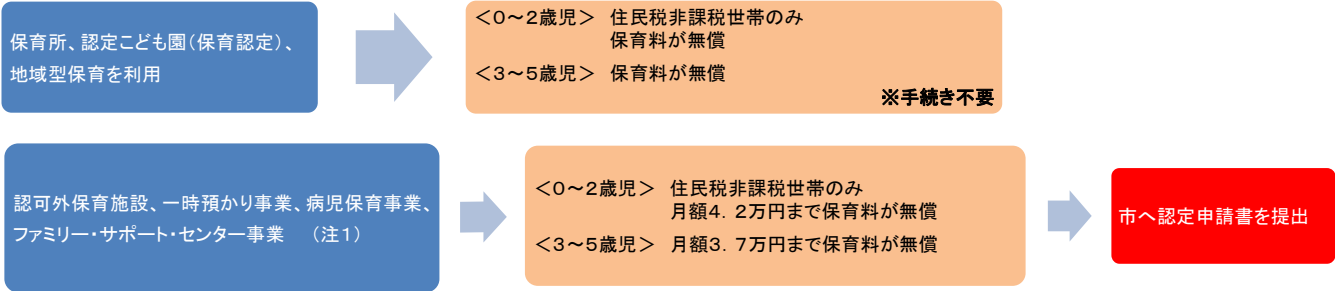 保育所、認定こども園（保育認定）、
地域型保育を利用
＜０～２歳児＞ 住民税非課税世帯のみ
保育料が無償
＜３～５歳児＞ 保育料が無償
※手続き不要
認可外保育施設、一時預かり事業、病児保育事業、
ファミリー・サポート・センター事業 （注１）
＜０～２歳児＞ 住民税非課税世帯のみ
月額４．２万円まで保育料が無償
＜３～５歳児＞ 月額３．７万円まで保育料が無償
市へ認定申請書を提出